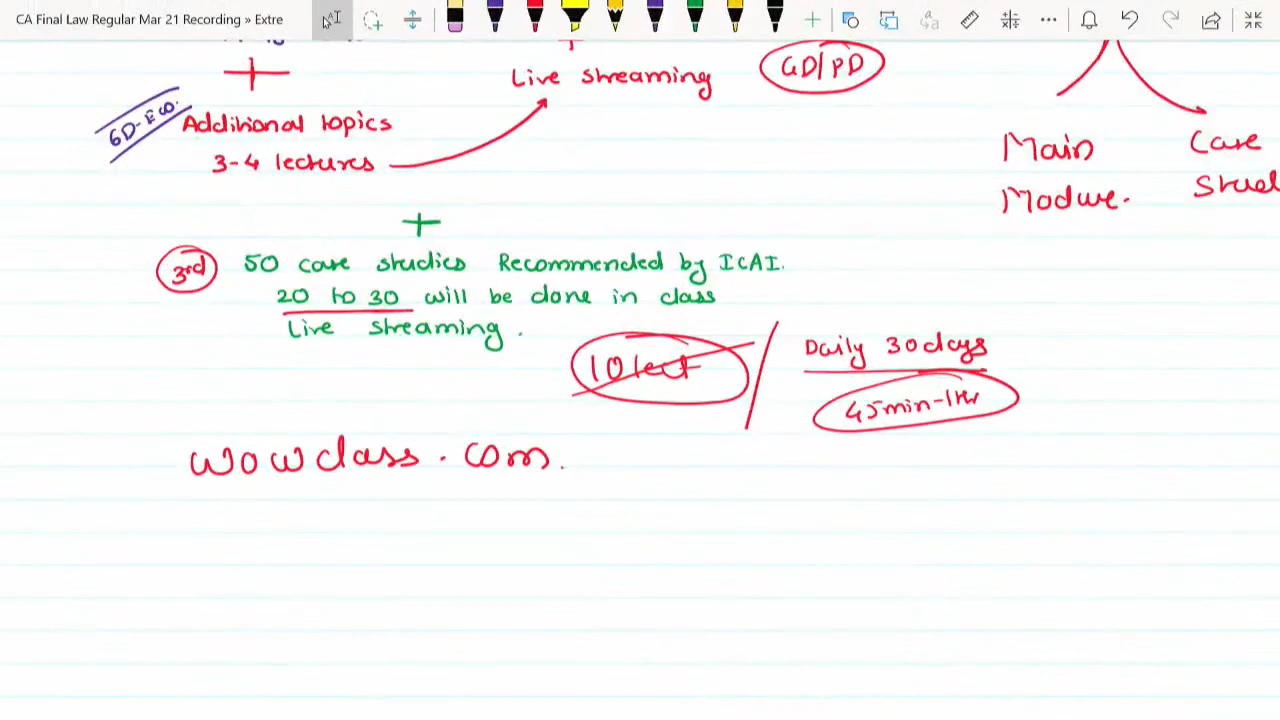 CA Final Law Regular Mar 21 Recording » Extre
Live streaming
GD/PD
GD-Eco.
Additional topics
3-4 lectures
Main
Module.
Case
Stud
3rd
50 case studies Recommended by ICAI.
20 to 30 will be done in class
Live streaming.
10 lect
Daily 30 days
45min-1Hr
wowclass.com.